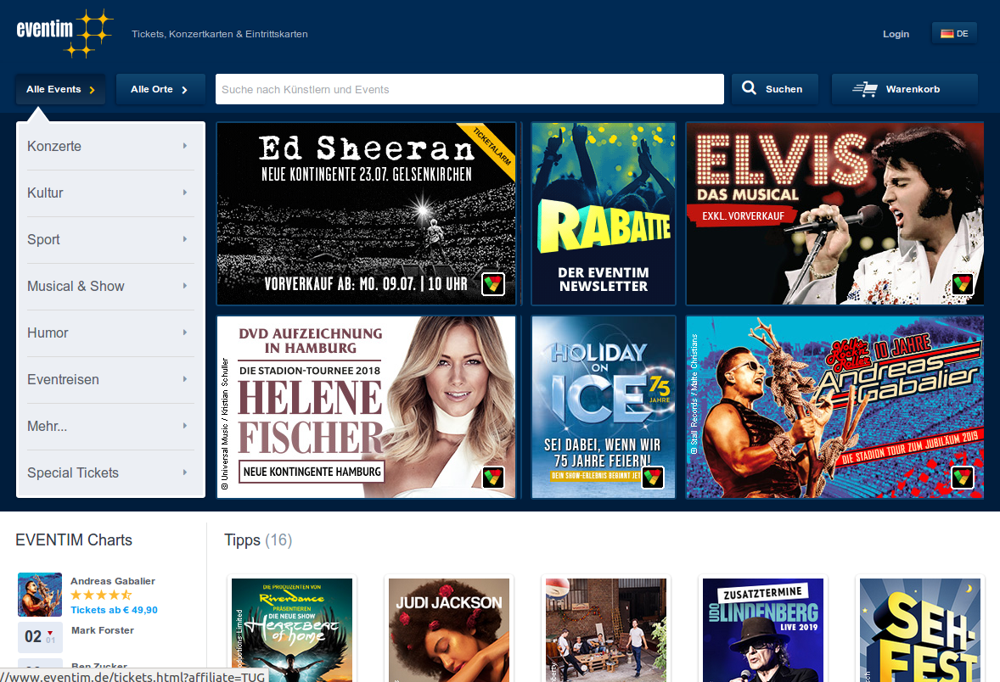 eventim
Tickets, Konzertkarten & Eintrittskarten
Login
DE
Alle Events
Alle Orte
Suche nach Künstlern und Events
Suchen
Warenkorb
Konzerte
Kultur
Sport
Musical & Show
Humor
Eventreisen
Mehr...
Special Tickets
TICKETALARM
Ed Sheeran
NEUE KONTINGENTE 23.07. GELSENKIRCHEN
VORVERKAUF AB: MO. 09.07. | 10 UHR
RABATTE
DER EVENTIM
NEWSLETTER
ELVIS
DAS MUSICAL
EXKL. VORVERKAUF
DVD AUFZEICHNUNG
IN HAMBURG
DIE STADION-TOURNEE 2018
HELENE
FISCHER
NEUE KONTINGENTE HAMBURG
@ Universal Music / Kristian Schuller
HOLIDAY
ON
ICE
75
JAHRE
SEI DABEI, WENN WIR
75 JAHRE FEIERN!
DEIN SHOW-ERLEBNIS BEGINNT JET
@ Stall Records / Malte Christians
Volks
Rock'n'
Roller
10 JAHRE
Andreas
Gabalier
DIE STADION TOUR ZUM JUBILÄUM 2019
EVENTIM Charts
Andreas Gabalier
Tickets ab € 49,90
02
01
Mark Forster
Ben Zucker
Tipps (16)
DIE PRODUZENTEN VON
Riverdance
PRÄSENTIEREN
DIE NEUE SHOW
Heartbeat
of home
oductions Limited
JUDI JACKSON
ZUSATZTERMINE
UDO
LINDENBERG
LIVE 2019
SEH-
FEST
//www.eventim.de/tickets.html?affiliate=TUG